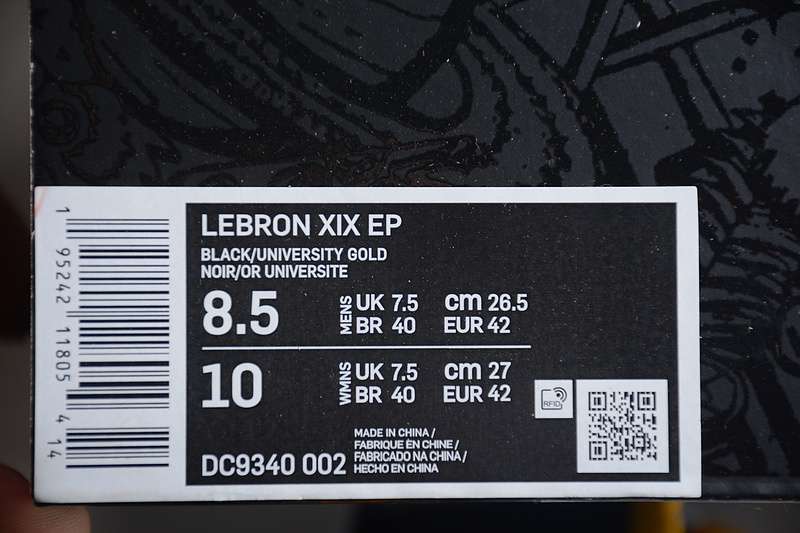 LEBRON XIX EP
BLACK/UNIVERSITY GOLD
NOIR/OR UNIVERSITE
8.5 MENS UK 7.5 cm 26.5
BR 40 EUR 42
10 WMNS UK 7.5 cm 27
BR 40 EUR 42
DC9340 002
MADE IN CHINA /
FABRIQUÉ EN CHINE /
FABRICADO NA CHINA /
HECHO EN CHINA
RFID
1 95242 11805 4 14